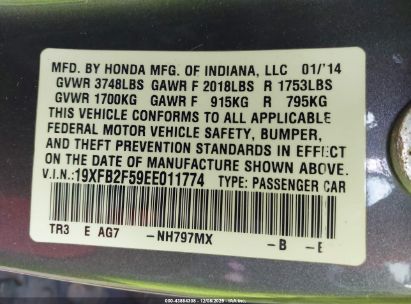 MFD. BY HONDA MFG. OF INDIANA, LLC 01/'14
GVWR 3748LBS GAWR F 2018LBS R 1753LBS
GVWR 1700KG GAWR F 915KG R 795KG
THIS VEHICLE CONFORMS TO ALL APPLICABLE
FEDERAL MOTOR VEHICLE SAFETY, BUMPER,
AND THEFT PREVENTION STANDARDS IN EFFECT
ON THE DATE OF MANUFACTURE SHOWN ABOVE.
V.I.N.: 19XFB2F59EE011774 TYPE: PASSENGER CAR
TR3 E AG7 -NH797MX -B -E